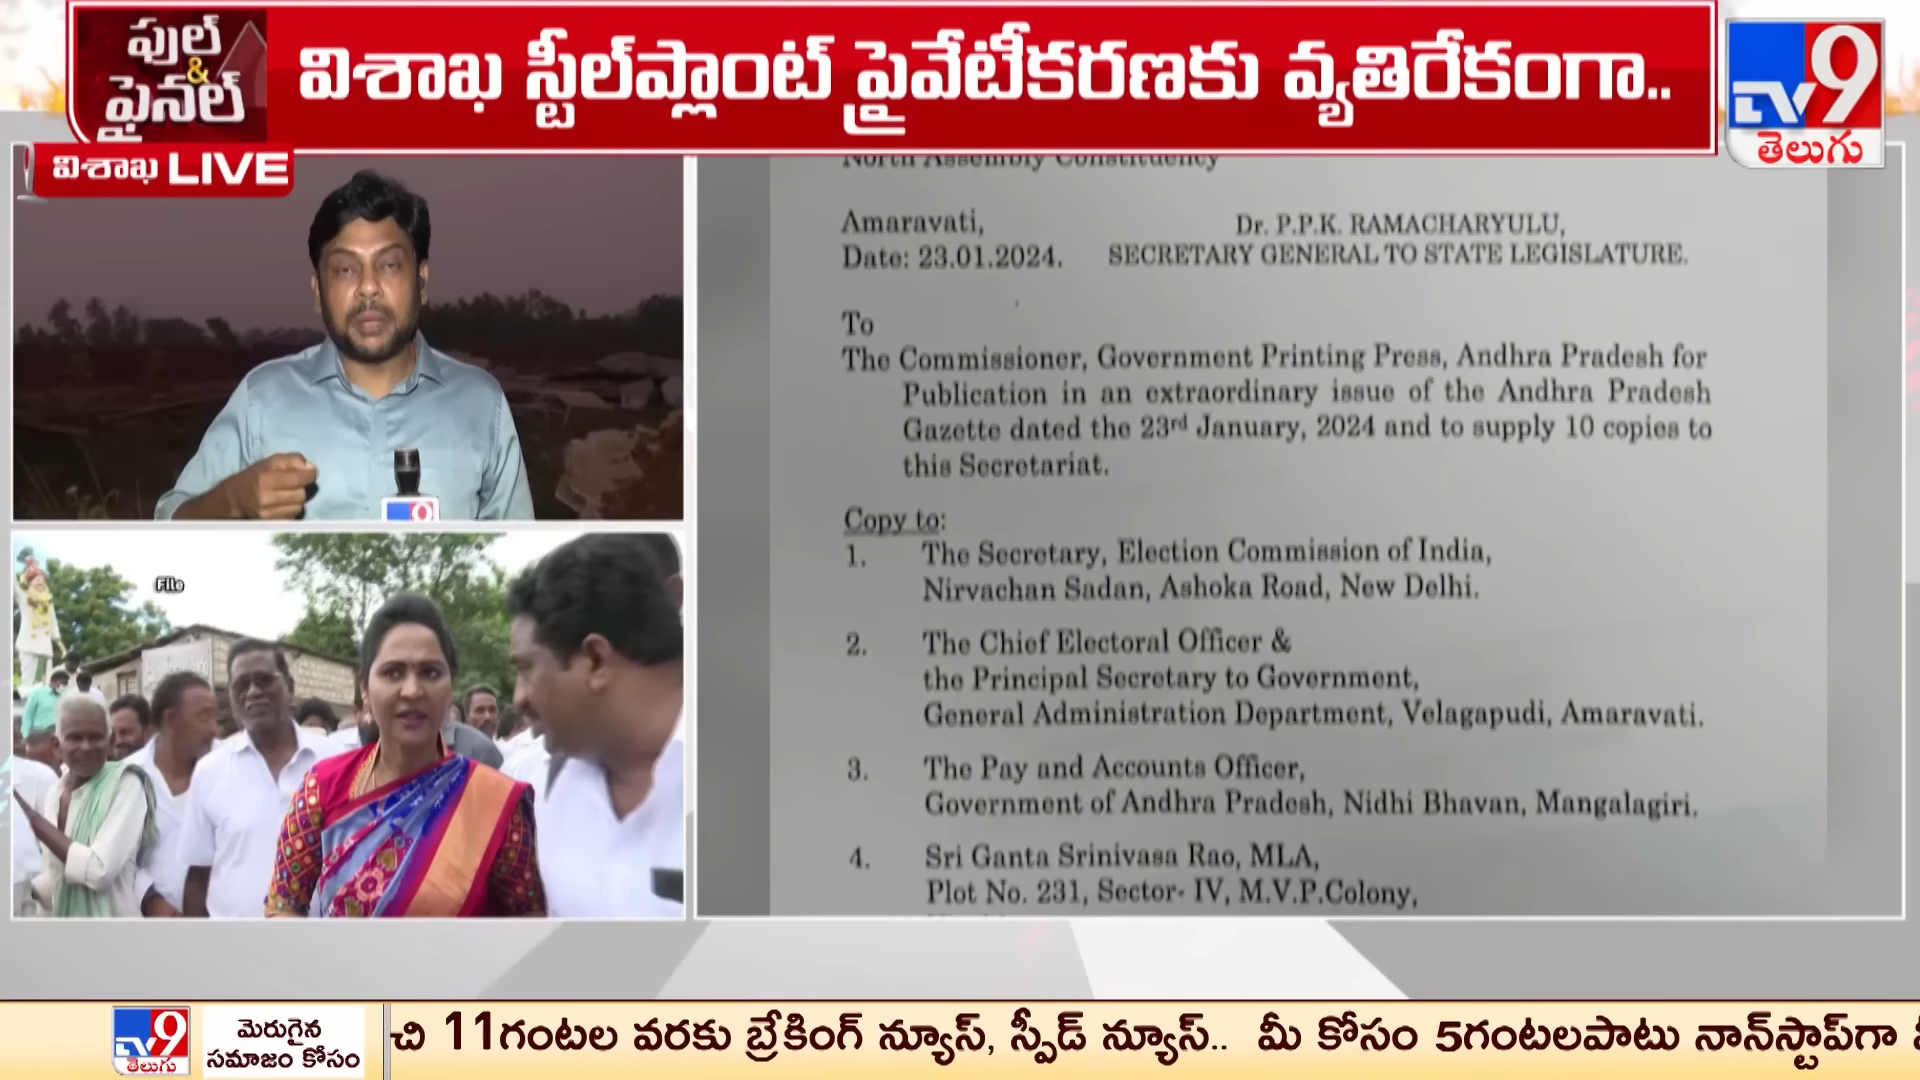 ఫుల్
&
ఫైనల్
విశాఖ స్టీల్‌ప్లాంట్ ప్రైవేటీకరణకు వ్యతిరేకంగా..
TV9
తెలుగు
విశాఖ LIVE
9
File
North Assembly Constituency
Amaravati,
Date: 23.01.2024.
Dr. P.P.K. RAMACHARYULU,
SECRETARY GENERAL TO STATE LEGISLATURE.
To
The Commissioner, Government Printing Press, Andhra Pradesh for
Publication in an extraordinary issue of the Andhra Pradesh
Gazette dated the 23rd January, 2024 and to supply 10 copies to
this Secretariat.
Copy to:
1. The Secretary, Election Commission of India,
Nirvachan Sadan, Ashoka Road, New Delhi.
2. The Chief Electoral Officer &
the Principal Secretary to Government,
General Administration Department, Velagapudi, Amaravati.
3. The Pay and Accounts Officer,
Government of Andhra Pradesh, Nidhi Bhavan, Mangalagiri.
4. Sri Ganta Srinivasa Rao, MLA,
Plot No. 231, Sector- IV, M.V.P.Colony,
TV9
తెలుగు
మెరుగైన
సమాజం కోసం
చి 11గంటల వరకు బ్రేకింగ్ న్యూస్, స్పీడ్ న్యూస్.. మీ కోసం 5గంటలపాటు నాన్‌స్టాప్‌గా